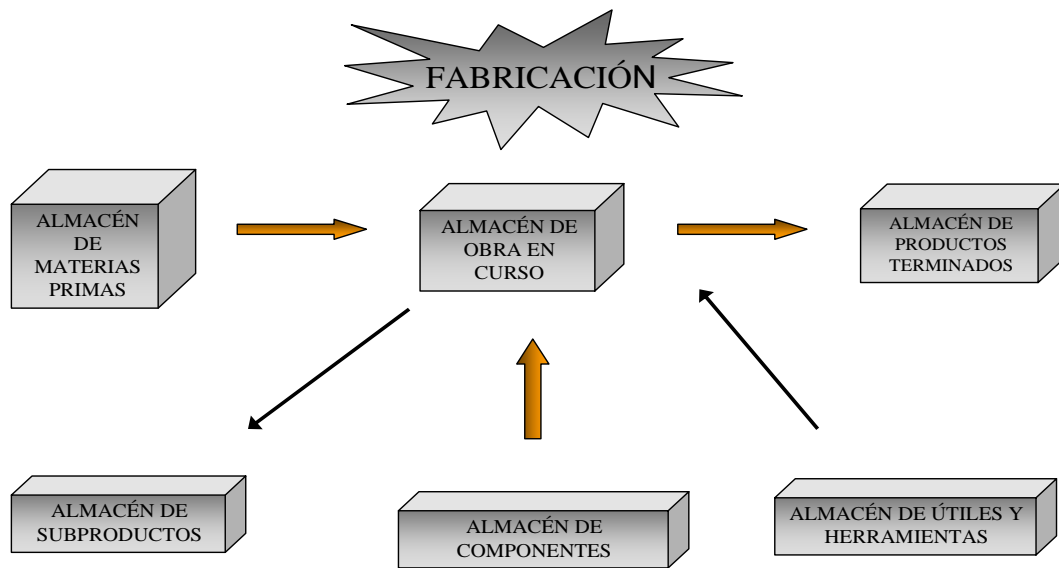 FABRICACIÓN
ALMACÉN
DE
MATERIAS
PRIMAS
ALMACÉN DE
OBRA EN
CURSO
ALMACÉN DE
PRODUCTOS
TERMINADOS
ALMACÉN DE
SUBPRODUCTOS
ALMACÉN DE
COMPONENTES
ALMACÉN DE ÚTILES Y
HERRAMIENTAS